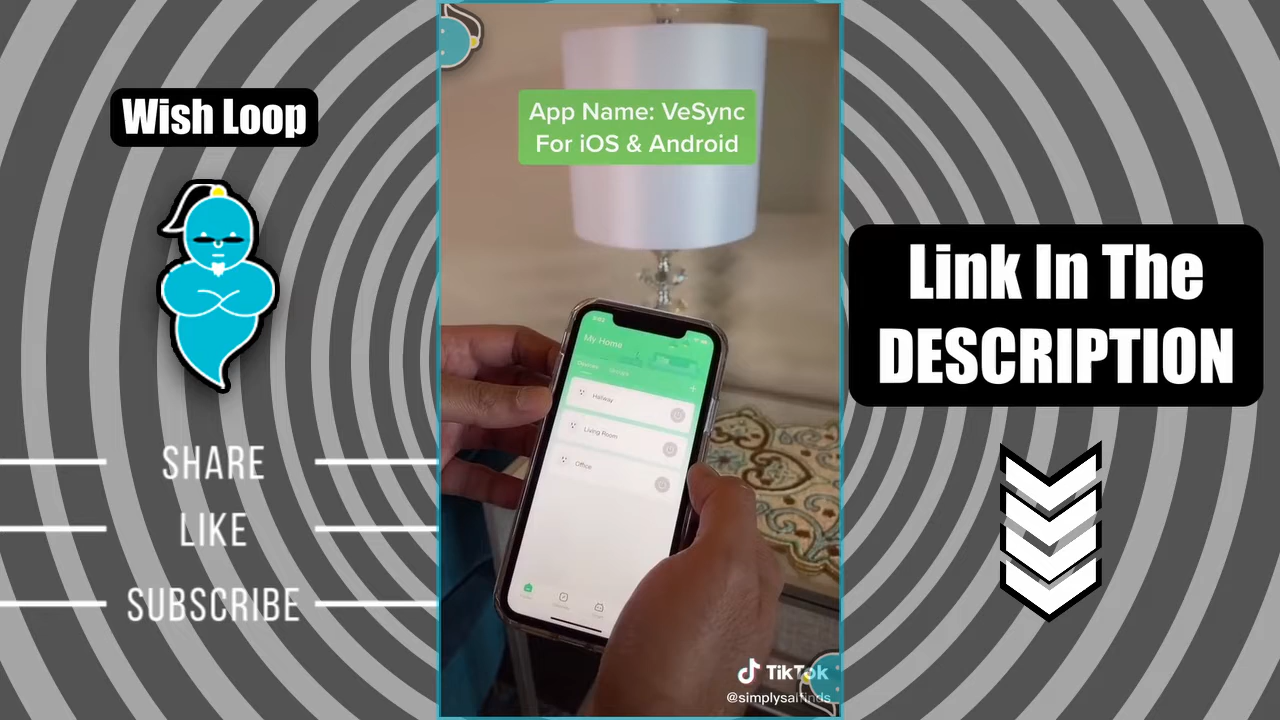 Wish Loop
SHARE
LIKE
SUBSCRIBE
App Name: VeSync
For iOS & Android
My Home
Hallway
Living Room
Office
TikTok
Link In The
DESCRIPTION